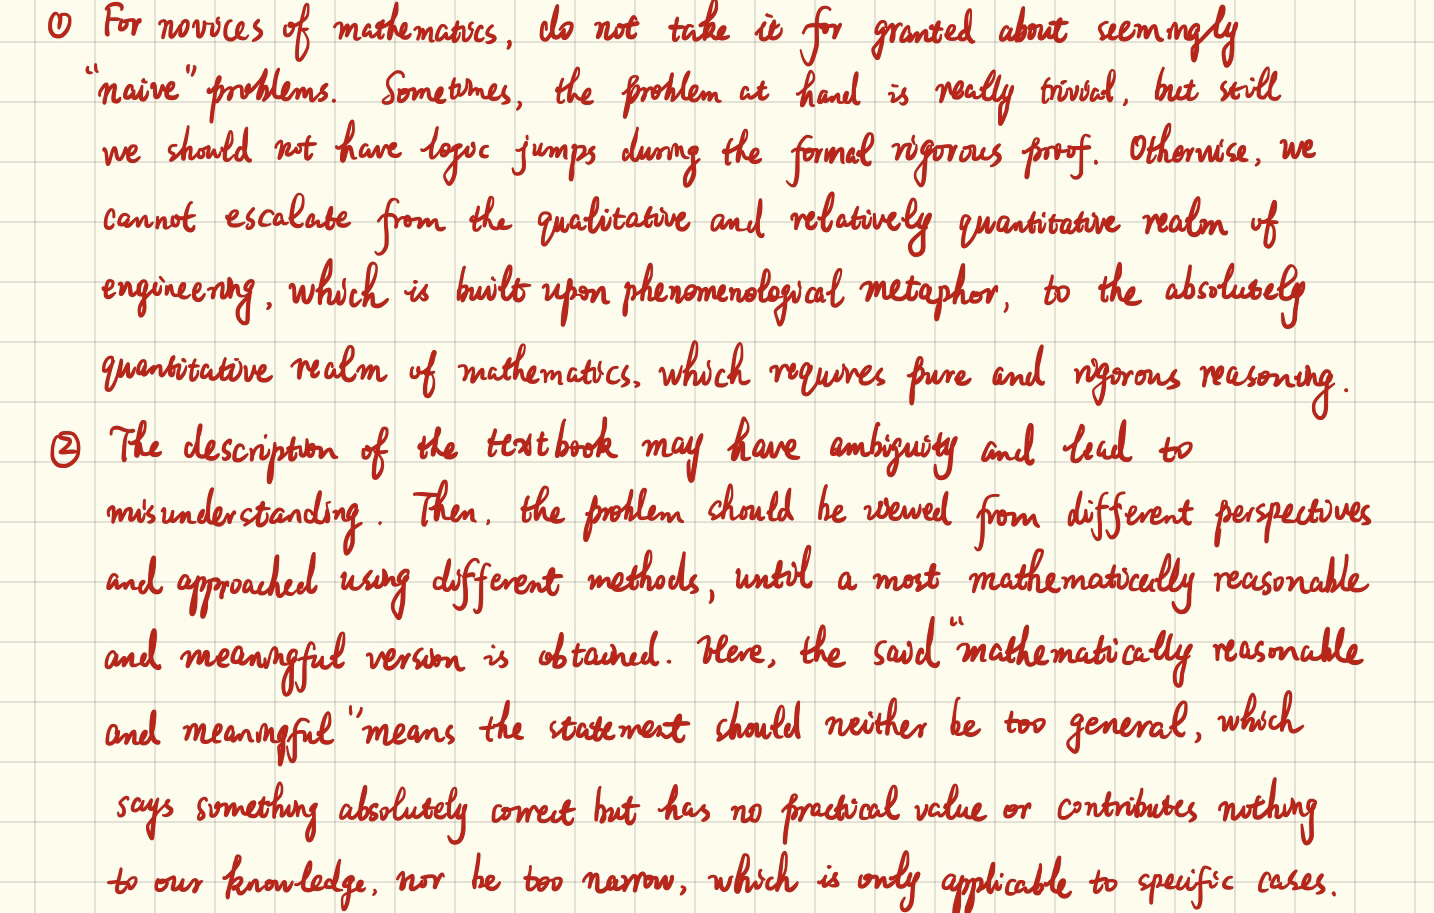 ① For novices of mathematics, do not take it for granted about seemingly
"naive" problems. Sometimes, the problem at hand is really trivial, but still
we should not have logic jumps during the formal rigorous proof. Otherwise, we
cannot escalate from the qualitative and relatively quantitative realm of
engineering, which is built upon phenomenological metaphor, to the absolutely
quantitative realm of mathematics, which requires pure and rigorous reasoning.
② The description of the textbook may have ambiguity and lead to
misunderstanding. Then, the problem should be viewed from different perspectives
and approached using different methods, until a most mathematically reasonable
and meaningful version is obtained. Here, the said "mathematically reasonable
and meaningful" means the statement should neither be too general, which
says something absolutely correct but has no practical value or contributes nothing
to our knowledge, nor be too narrow, which is only applicable to specific cases.